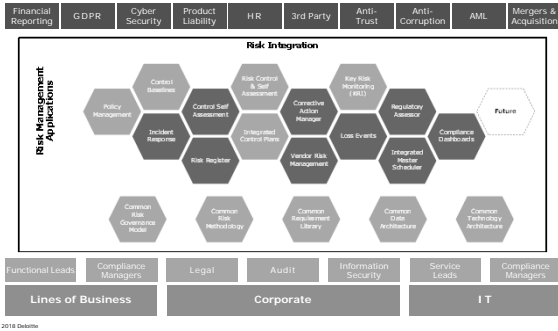 Financial
Reporting
GDPR
Cyber
Security
Product
Liability
HR
3rd Party
Anti-
Trust
Anti-
Corruption
AML
Mergers &
Acquisition
Risk Integration
Risk Management
Applications
Policy
Management
Control
Baselines
Incident
Response
Control Self
Assessment
Risk Register
Risk Control
& Self
Assessment
Integrated
Control Plans
Corrective
Action
Manager
Vendor Risk
Management
Key Risk
Monitoring
(KRI)
Loss Events
Regulatory
Assessor
Integrated
Master
Scheduler
Compliance
Dashboards
Future
Common
Risk
Governance
Model
Common
Risk
Methodology
Common
Requirement
Library
Common
Data
Architecture
Common
Technology
Architecture
Functional Leads
Compliance
Managers
Legal
Audit
Information
Security
Service
Leads
Compliance
Managers
Lines of Business
Corporate
IT
2018 Deloitte